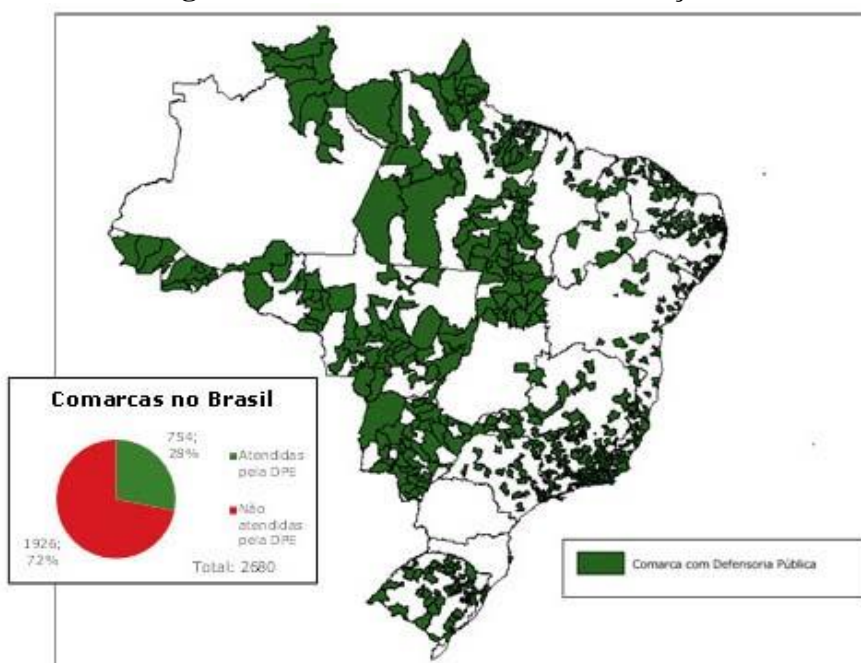 Comarcas no Brasil
754;
28%
Atendidas
pela DPE
Não
atendidas
pela DPE
1926;
72%
Total: 2680
Comarca com Defensoria Pública